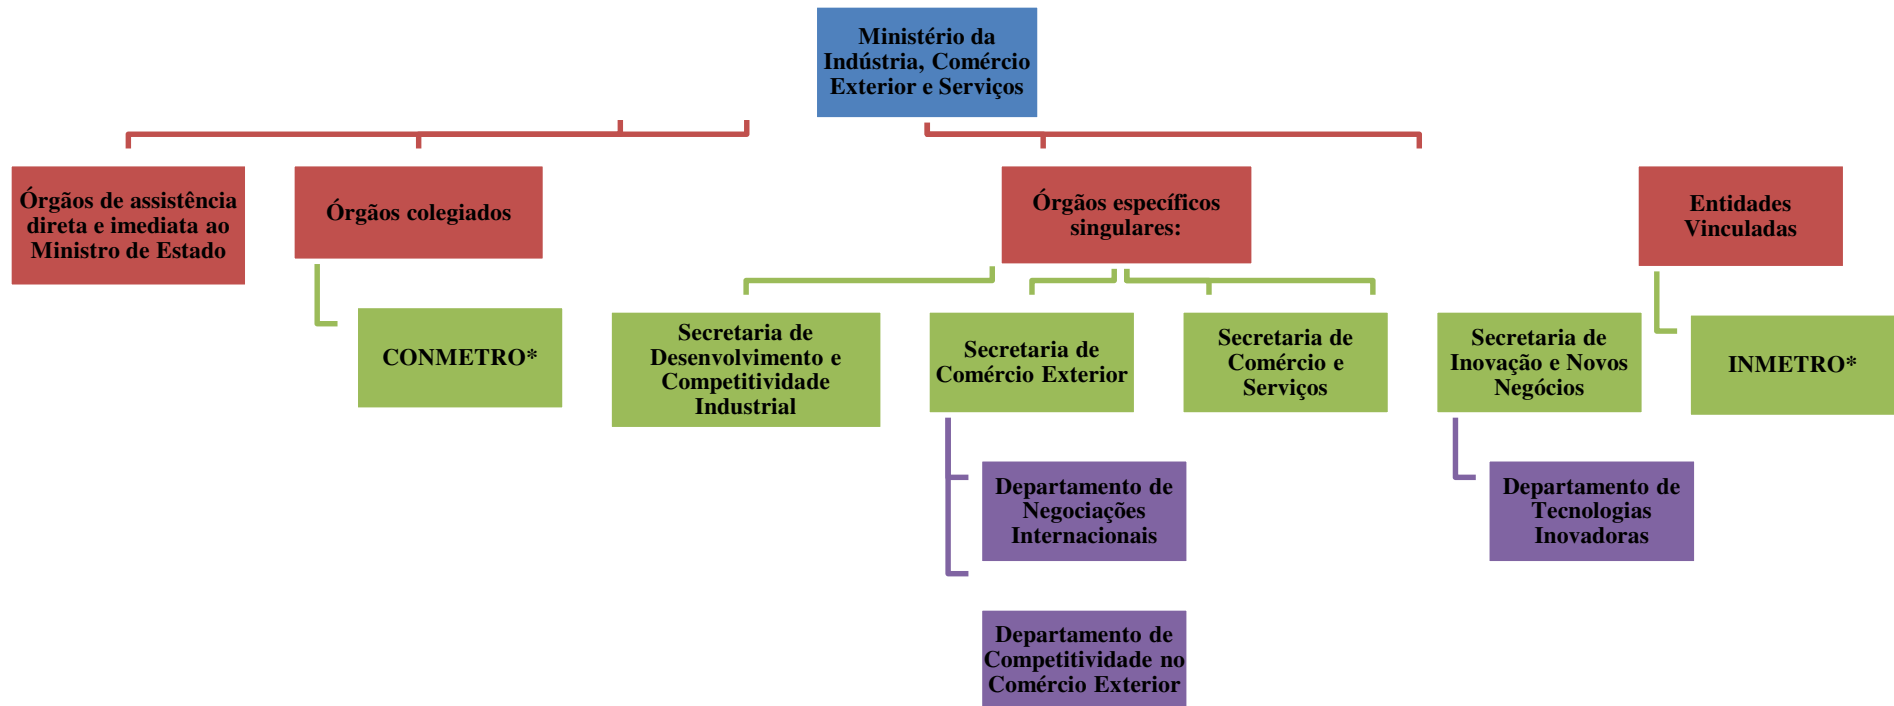 Ministério da
Indústria, Comércio
Exterior e Serviços
Órgãos de assistência
direta e imediata ao
Ministro de Estado
Órgãos colegiados
Órgãos específicos
singulares:
Entidades
Vinculadas
CONMETRO*
Secretaria de
Desenvolvimento e
Competitividade
Industrial
Secretaria de
Comércio Exterior
Secretaria de
Comércio e
Serviços
Secretaria de
Inovação e Novos
Negócios
INMETRO*
Departamento de
Negociações
Internacionais
Departamento de
Tecnologias
Inovadoras
Departamento de
Competitividade no
Comércio Exterior